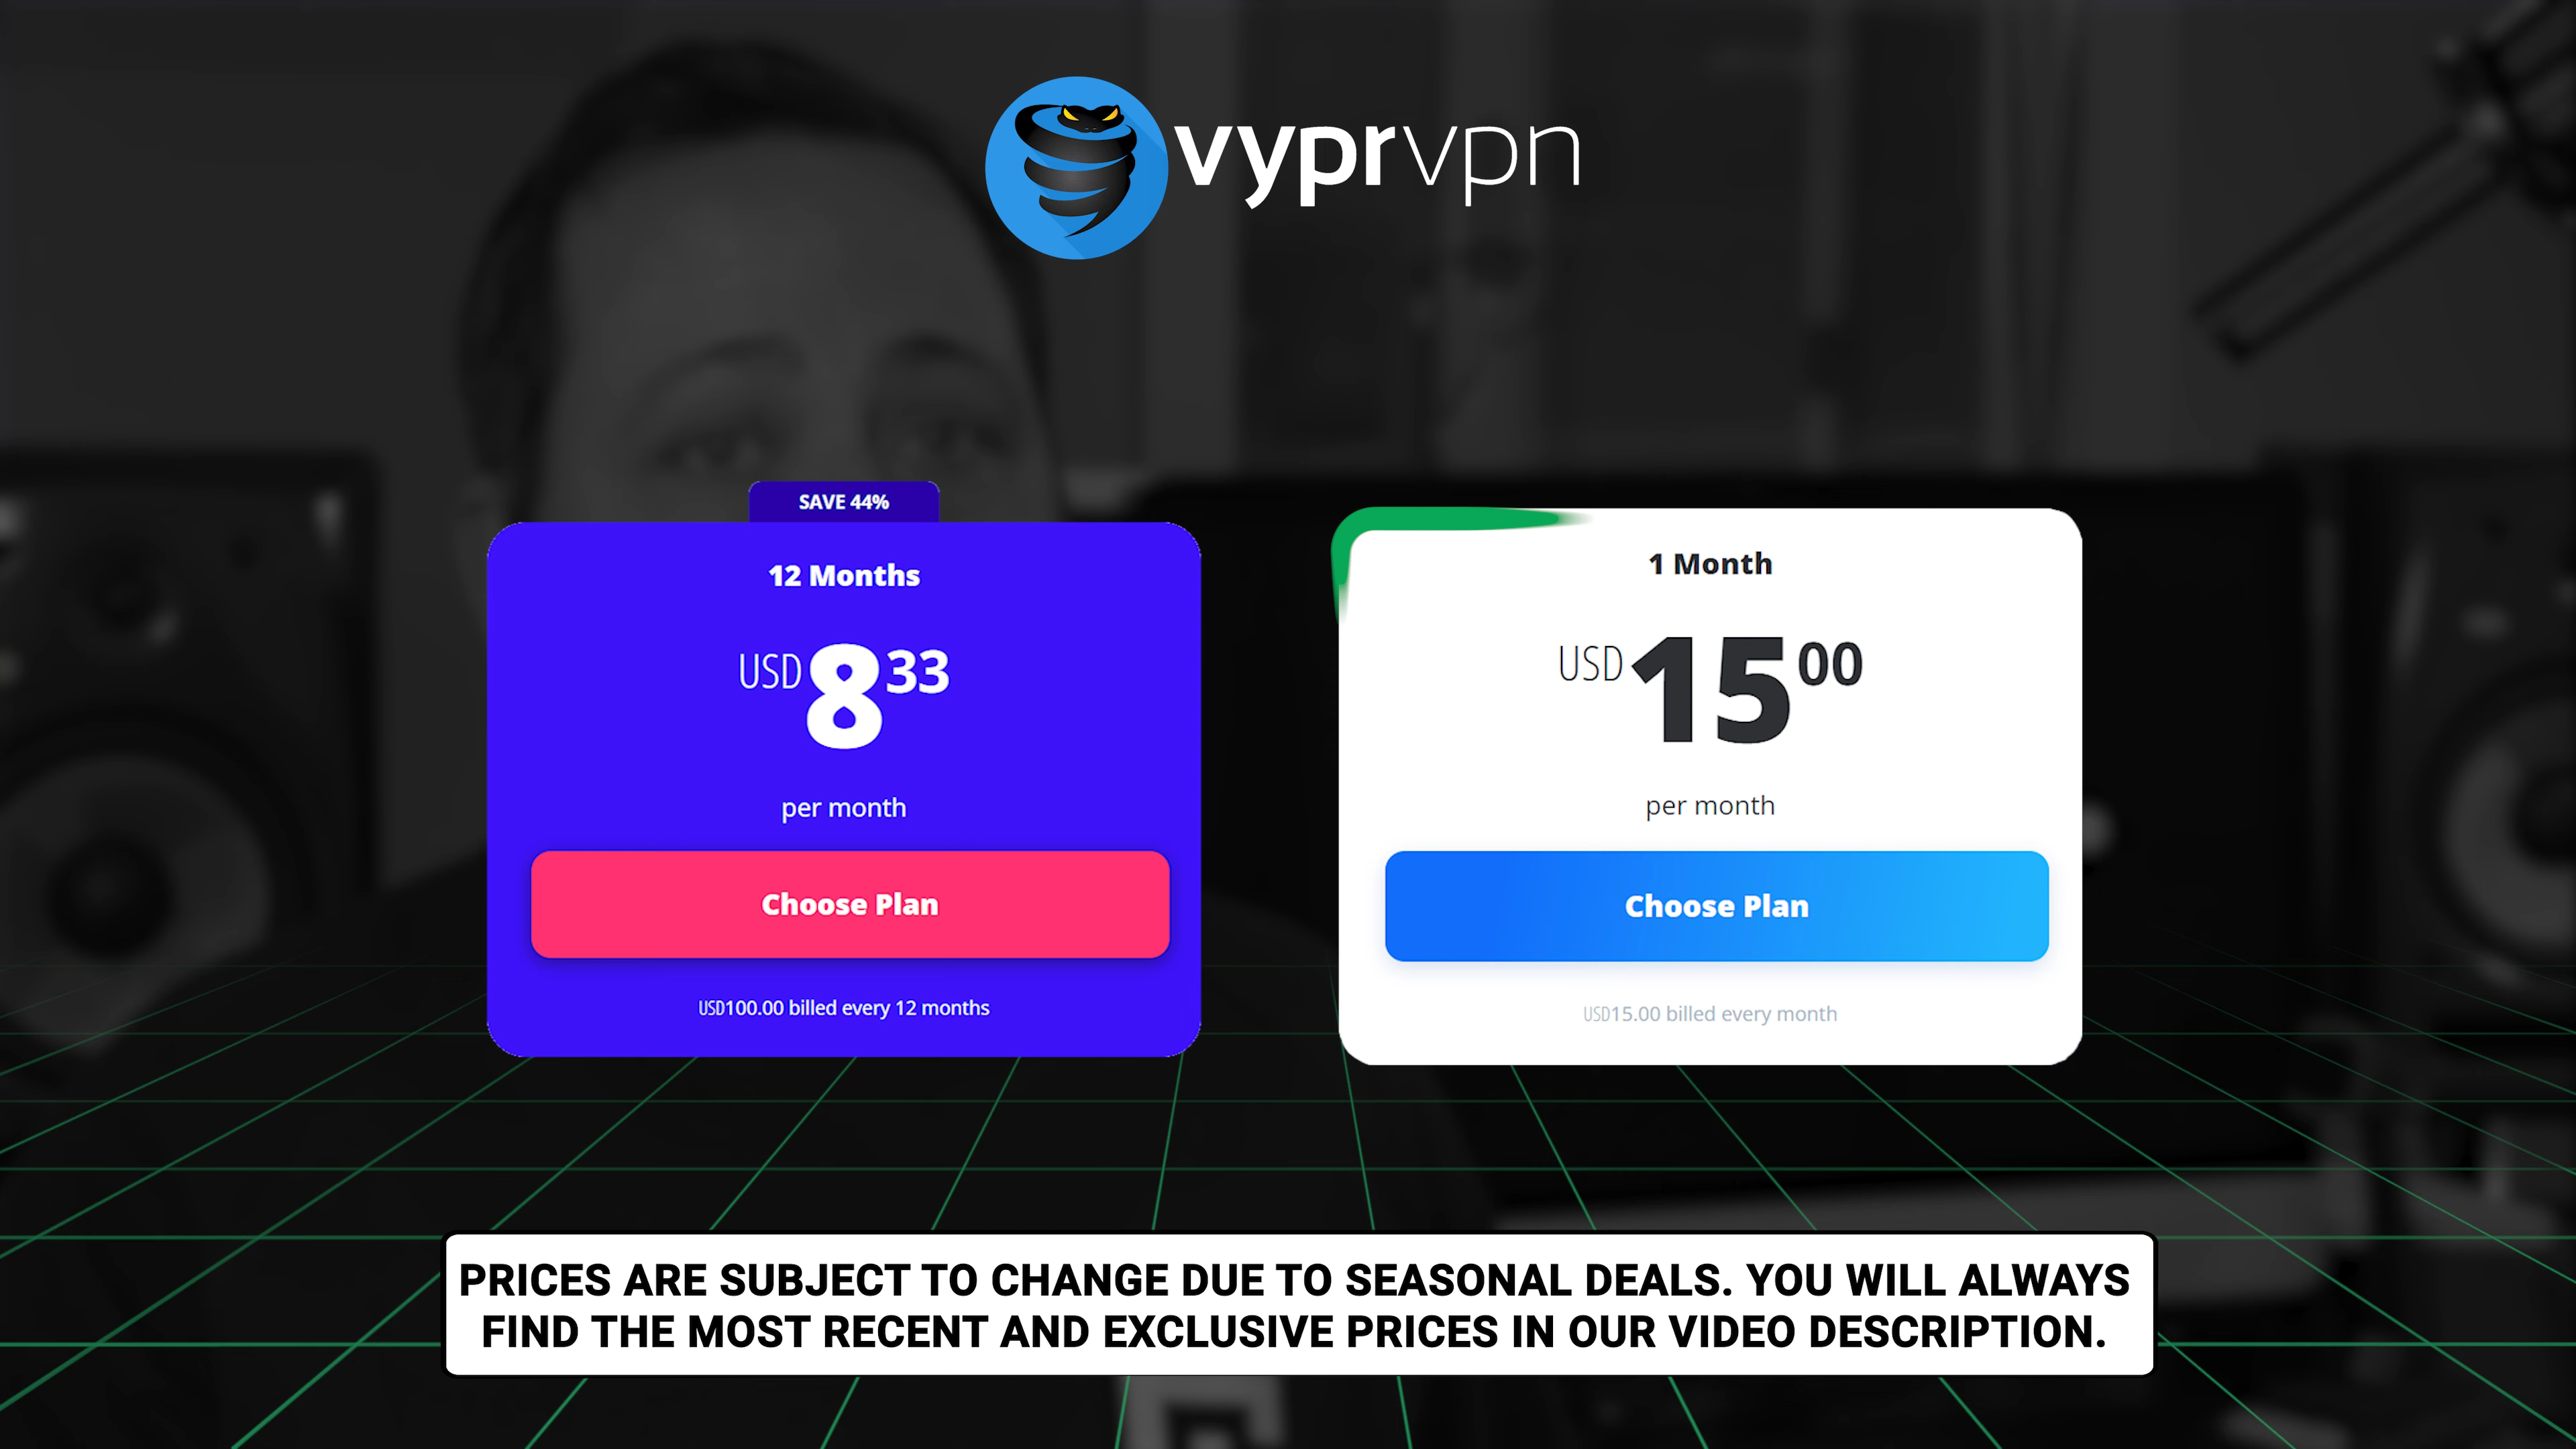 vyprvpn
SAVE 44%
12 Months
USD 8 33
per month
Choose Plan
USD100.00 billed every 12 months
1 Month
USD 15 00
per month
Choose Plan
USD15.00 billed every month
PRICES ARE SUBJECT TO CHANGE DUE TO SEASONAL DEALS. YOU WILL ALWAYS
FIND THE MOST RECENT AND EXCLUSIVE PRICES IN OUR VIDEO DESCRIPTION.